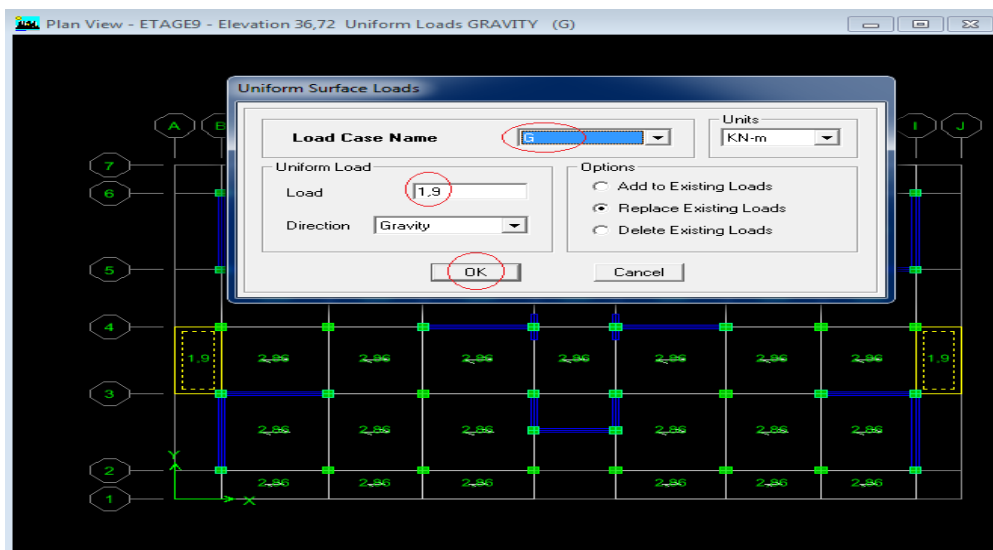 Plan View - ETAGE9 - Elevation 36,72 Uniform Loads GRAVITY (G)
Uniform Surface Loads
Load Case Name G
Units
KN-m
Uniform Load
Load 1,9
Direction Gravity
Options
Add to Existing Loads
Replace Existing Loads
Delete Existing Loads
OK Cancel
A B I J
7
6
5
4
1,9 2,86 2,86 2,86 2,86 2,86 2,86 2,86 1,9
3
2,86 2,86 2,86 2,86 2,86 2,86
Y
2
2,86 2,86 2,86 2,86 2,86 2,86
1
X